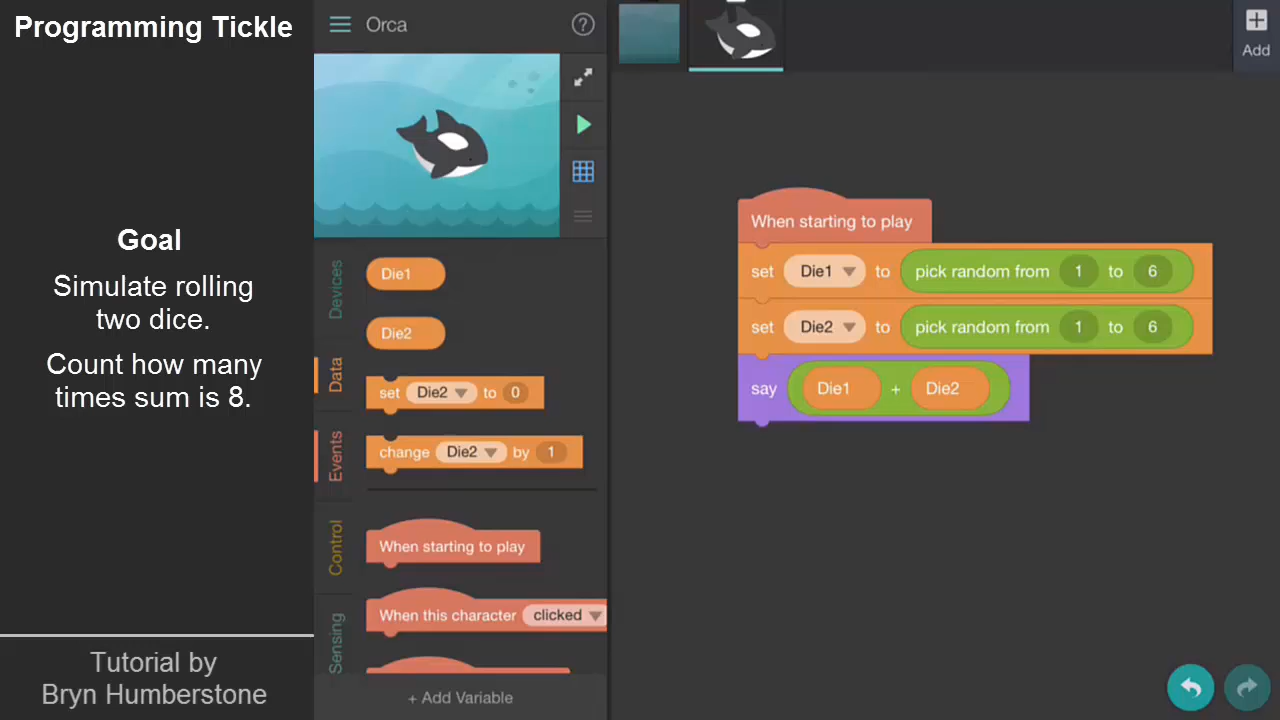 Programming Tickle
Goal
Simulate rolling
two dice.
Count how many
times sum is 8.
Tutorial by
Bryn Humberstone
Orca
?
Devices
Data
Events
Control
Sensing
Die1
Die2
set Die2 to 0
change Die2 by 1
When starting to play
When this character clicked
+ Add Variable
Add
When starting to play
set Die1 to pick random from 1 to 6
set Die2 to pick random from 1 to 6
say Die1 + Die2